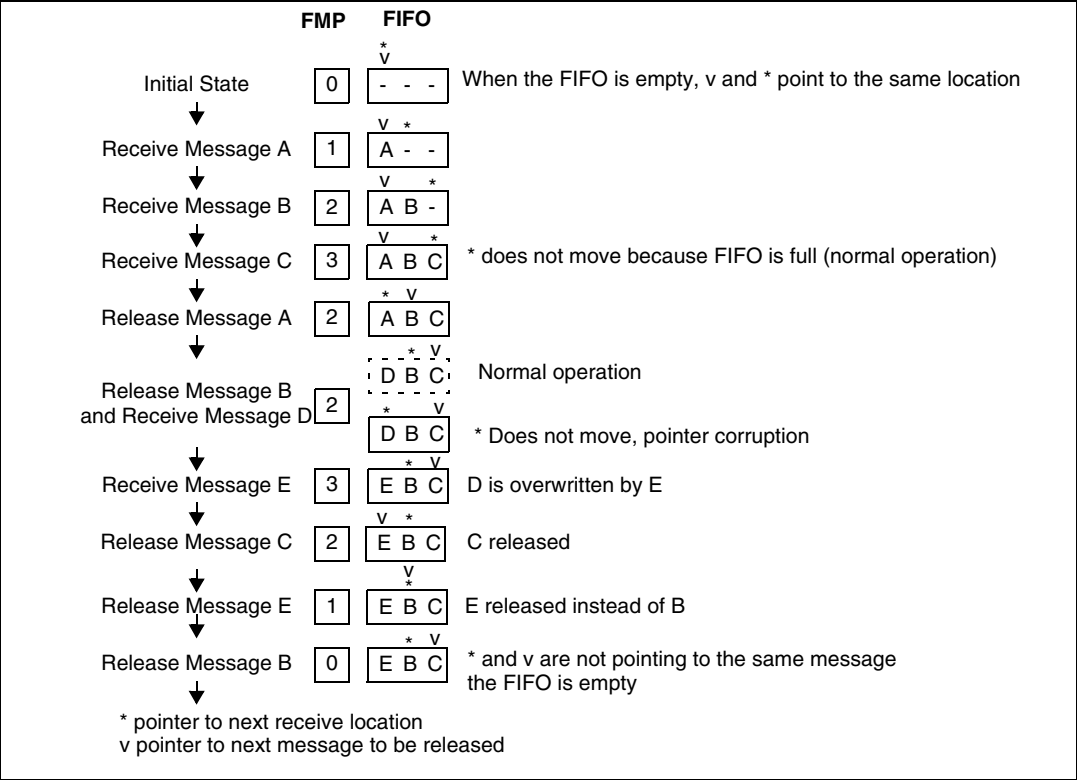 FMP FIFO
*
v
Initial State 0 - - - When the FIFO is empty, v and * point to the same location
v *
Receive Message A 1 A - -
v *
Receive Message B 2 A B -
v *
Receive Message C 3 A B C * does not move because FIFO is full (normal operation)
* v
Release Message A 2 A B C
* v
D B C Normal operation
Release Message B
and Receive Message D 2
* v
D B C * Does not move, pointer corruption
* v
Receive Message E 3 E B C D is overwritten by E
v *
Release Message C 2 E B C C released
v
*
Release Message E 1 E B C E released instead of B
* v
Release Message B 0 E B C * and v are not pointing to the same message
the FIFO is empty
* pointer to next receive location
v pointer to next message to be released